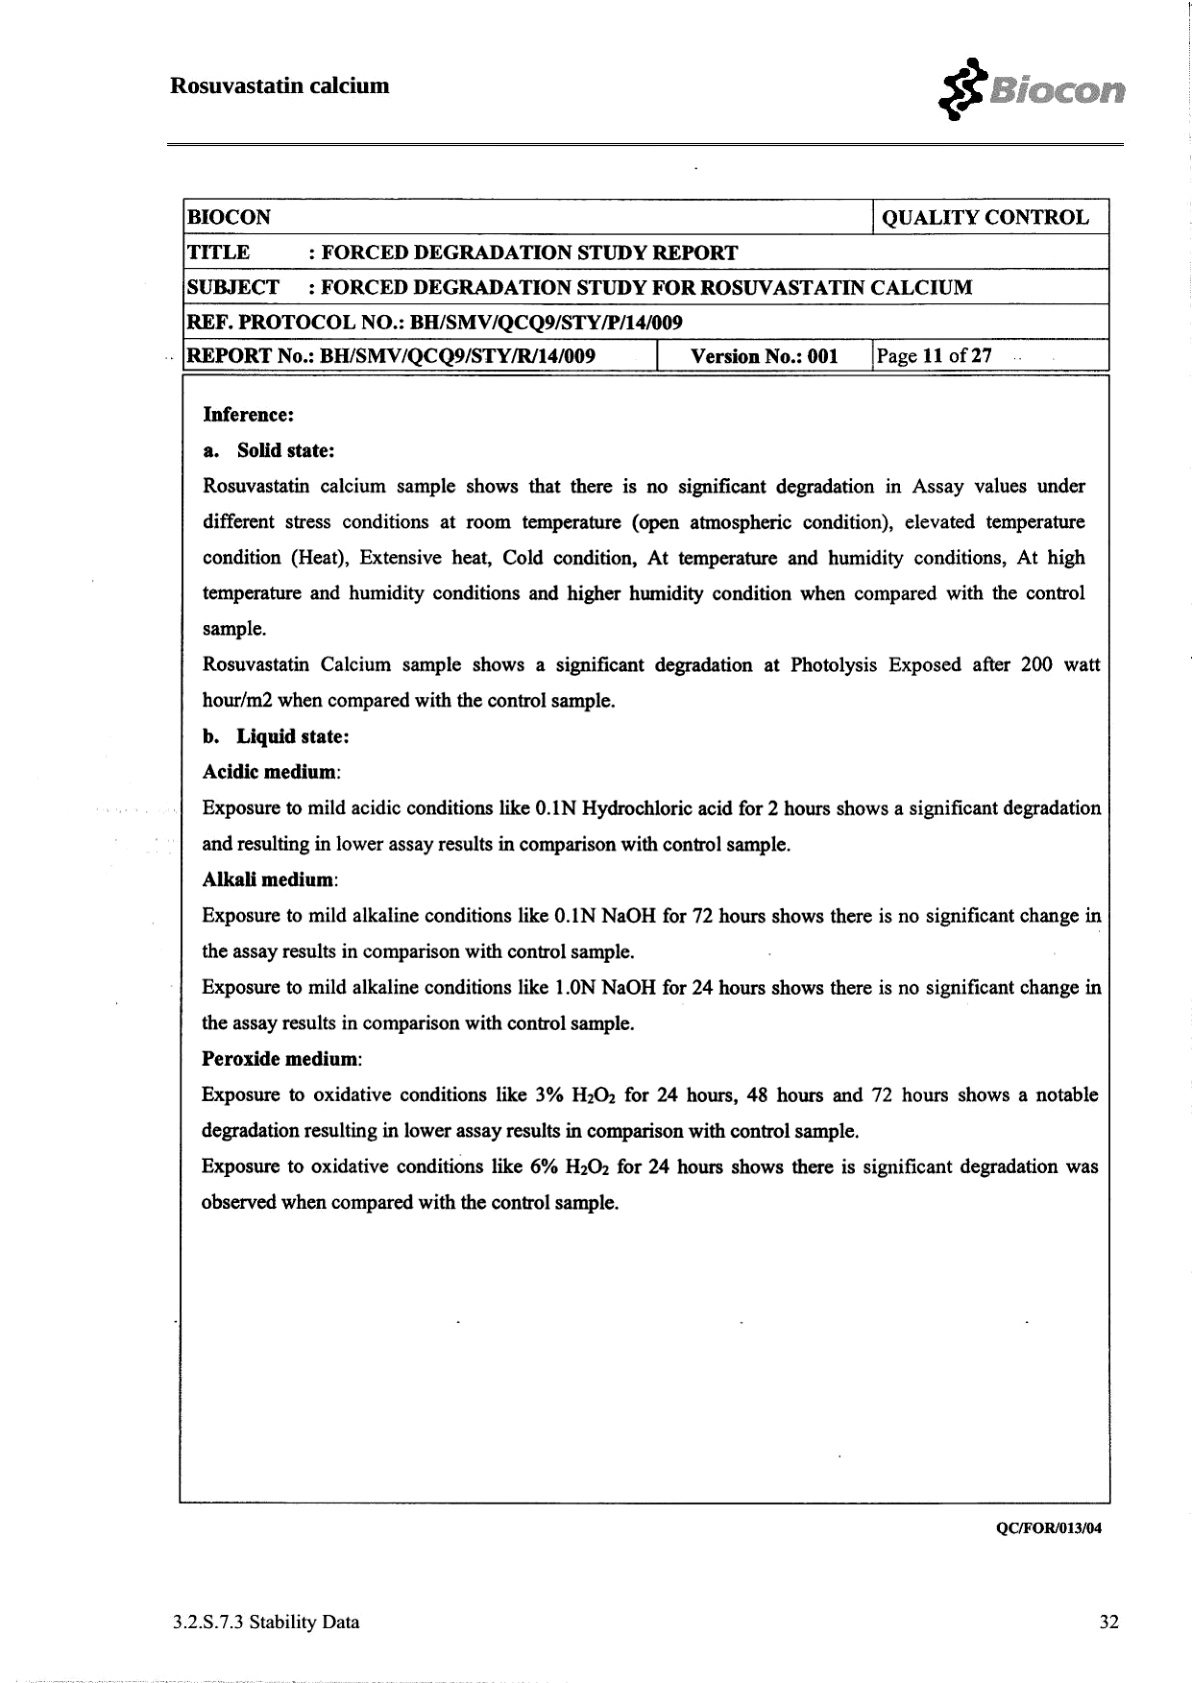 Rosuvastatin calcium
Biocon
BIOCON QUALITY CONTROL
TITLE : FORCED DEGRADATION STUDY REPORT
SUBJECT : FORCED DEGRADATION STUDY FOR ROSUVASTATIN CALCIUM
REF. PROTOCOL NO.: BH/SMV/QCQ9/STY/P/14/009
REPORT No.: BH/SMV/QCQ9/STY/R/14/009 Version No.: 001 Page 11 of 27
Inference:
a. Solid state:
Rosuvastatin calcium sample shows that there is no significant degradation in Assay values under
different stress conditions at room temperature (open atmospheric condition), elevated temperature
condition (Heat), Extensive heat, Cold condition, At temperature and humidity conditions, At high
temperature and humidity conditions and higher humidity condition when compared with the control
sample.
Rosuvastatin Calcium sample shows a significant degradation at Photolysis Exposed after 200 watt
hour/m2 when compared with the control sample.
b. Liquid state:
Acidic medium:
Exposure to mild acidic conditions like 0.1N Hydrochloric acid for 2 hours shows a significant degradation
and resulting in lower assay results in comparison with control sample.
Alkali medium:
Exposure to mild alkaline conditions like 0.1N NaOH for 72 hours shows there is no significant change in
the assay results in comparison with control sample.
Exposure to mild alkaline conditions like 1.0N NaOH for 24 hours shows there is no significant change in
the assay results in comparison with control sample.
Peroxide medium:
Exposure to oxidative conditions like 3% H₂O₂ for 24 hours, 48 hours and 72 hours shows a notable
degradation resulting in lower assay results in comparison with control sample.
Exposure to oxidative conditions like 6% H₂O₂ for 24 hours shows there is significant degradation was
observed when compared with the control sample.
QC/FOR/013/04
3.2.S.7.3 Stability Data 32